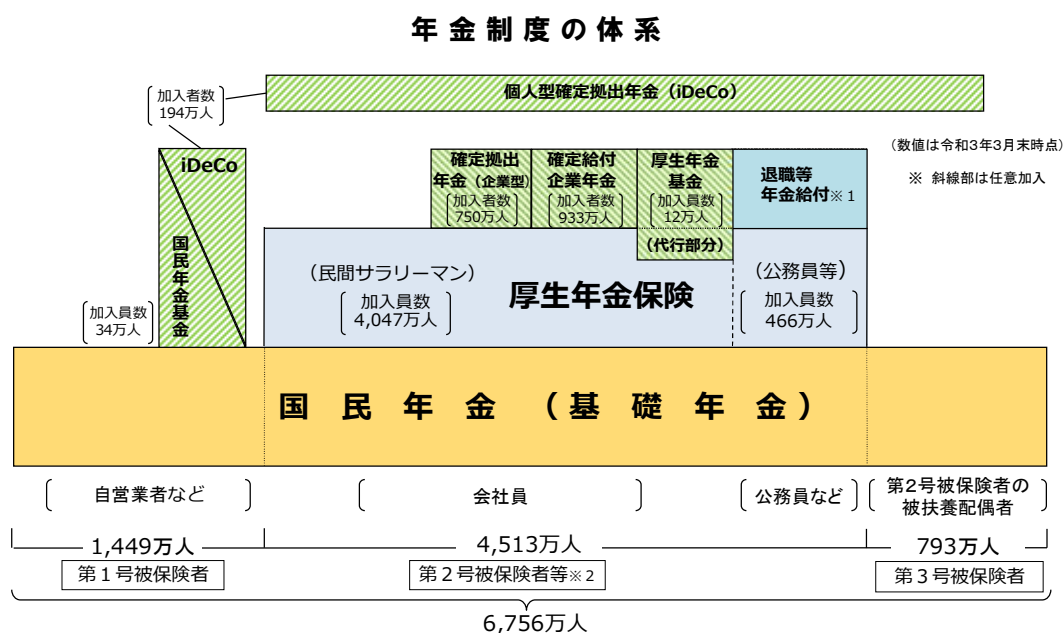 年金制度の体系
個人型確定拠出年金（iDeCo）
加入者数
194万人
（数値は令和3年3月末時点）
※ 斜線部は任意加入
iDeCo
国民年金基金
加入員数
34万人
確定拠出
年金（企業型）
加入者数
750万人
確定給付
企業年金
加入者数
933万人
厚生年金
基金
加入員数
12万人
（代行部分）
退職等
年金給付※1
（民間サラリーマン）
加入員数
4,047万人
厚生年金保険
（公務員等）
加入員数
466万人
国民年金（基礎年金）
自営業者など
会社員
公務員など
第2号被保険者の
被扶養配偶者
1,449万人
4,513万人
793万人
第1号被保険者
第2号被保険者等※2
第3号被保険者
6,756万人